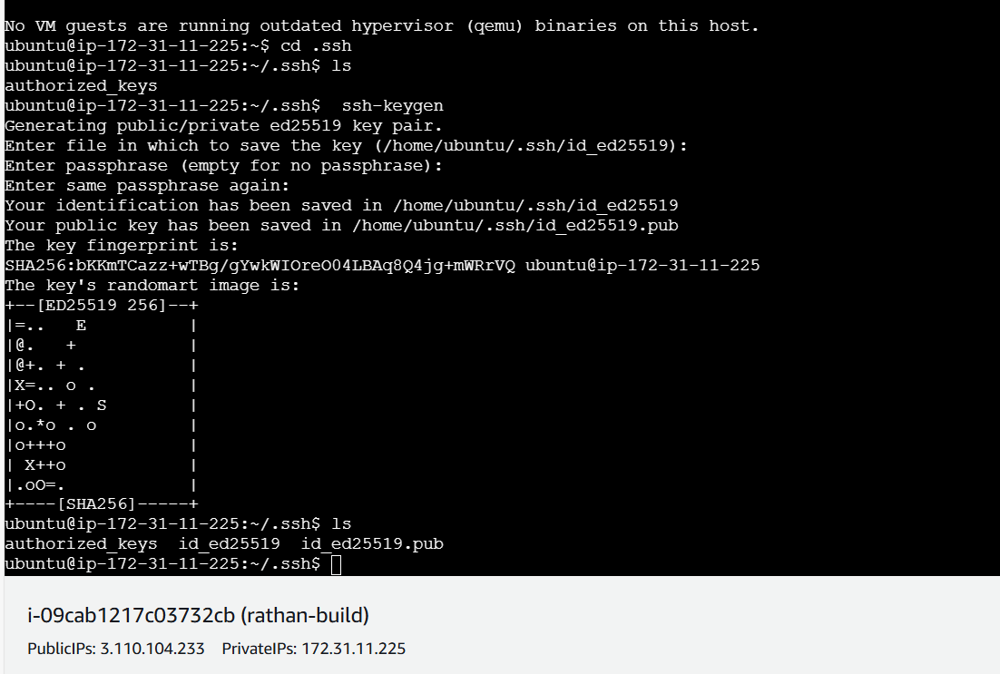 No VM guests are running outdated hypervisor (qemu) binaries on this host.
ubuntu@ip-172-31-11-225:~$ cd .ssh
ubuntu@ip-172-31-11-225:~/.ssh$ ls
authorized_keys
ubuntu@ip-172-31-11-225:~/.ssh$  ssh-keygen
Generating public/private ed25519 key pair.
Enter file in which to save the key (/home/ubuntu/.ssh/id_ed25519):
Enter passphrase (empty for no passphrase):
Enter same passphrase again:
Your identification has been saved in /home/ubuntu/.ssh/id_ed25519
Your public key has been saved in /home/ubuntu/.ssh/id_ed25519.pub
The key fingerprint is:
SHA256:bKKmTCazz+wTBg/gYwkWIOreO04LBAq8Q4jg+mWRrVQ ubuntu@ip-172-31-11-225
The key's randomart image is:
+--[ED25519 256]--+
|=..   E          |
|@.   +           |
|@+. + .          |
|X=.. o .         |
|+O. + . S        |
|o.*o . o         |
|o+++o            |
| X++o            |
|.oO=.            |
+----[SHA256]-----+
ubuntu@ip-172-31-11-225:~/.ssh$ ls
authorized_keys  id_ed25519  id_ed25519.pub
ubuntu@ip-172-31-11-225:~/.ssh$
i-09cab1217c03732cb (rathan-build)
PublicIPs: 3.110.104.233    PrivateIPs: 172.31.11.225